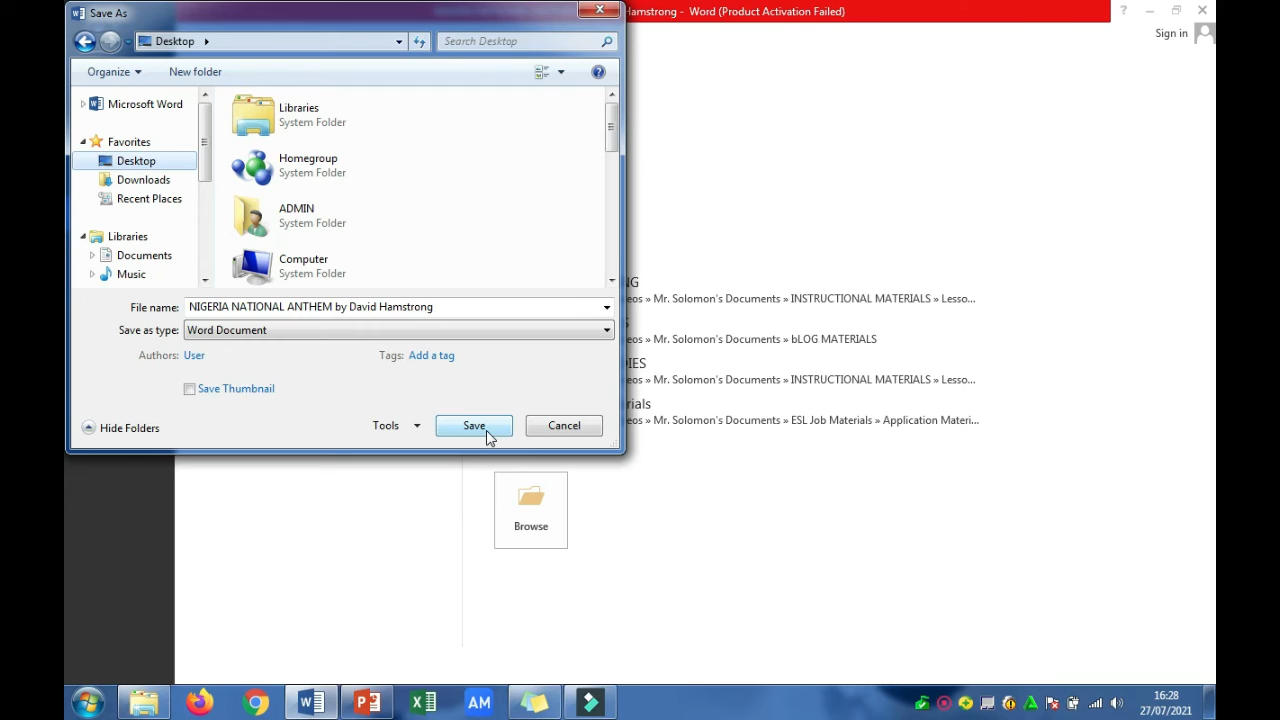 Save As
Hamstrong - Word (Product Activation Failed)
Sign in
Desktop
Search Desktop
Organize
New folder
Microsoft Word
Favorites
Desktop
Downloads
Recent Places
Libraries
Documents
Music
Libraries
System Folder
Homegroup
System Folder
ADMIN
System Folder
Computer
System Folder
File name: NIGERIA NATIONAL ANTHEM by David Hamstrong
Save as type: Word Document
Authors: User
Tags: Add a tag
Save Thumbnail
Hide Folders
Tools
Save
Cancel
NG
eos » Mr. Solomon's Documents » INSTRUCTIONAL MATERIALS » Lesso...
S
eos » Mr. Solomon's Documents » bLOG MATERIALS
DIES
eos » Mr. Solomon's Documents » INSTRUCTIONAL MATERIALS » Lesso...
rials
eos » Mr. Solomon's Documents » ESL Job Materials » Application Materi...
Browse
AM
16:28
27/07/2021